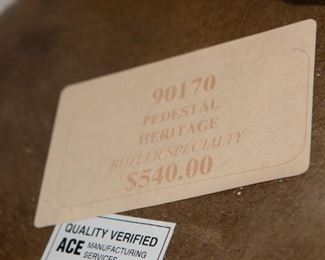 90170
PEDESTAL
HERITAGE
BUTLER SPECIALTY
$540.00
QUALITY VERIFIED
ACE MANUFACTURING
SERVICES